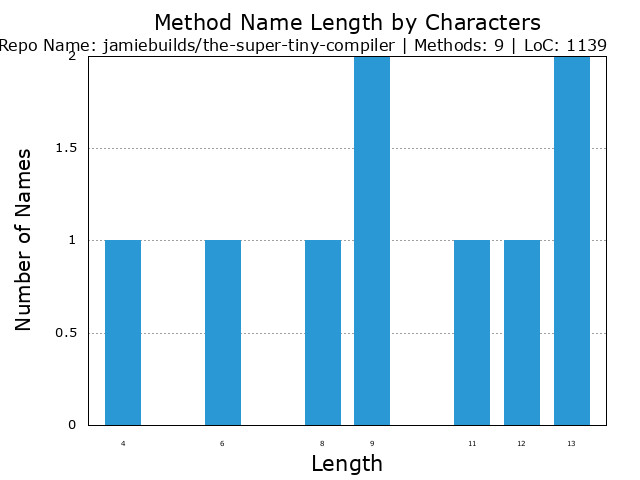 Method Name Length by Characters
Repo Name: jamiebuilds/the-super-tiny-compiler | Methods: 9 | LoC: 1139
2
1.5
1
0.5
0
Number of Names
4 6 8 9 11 12 13
Length